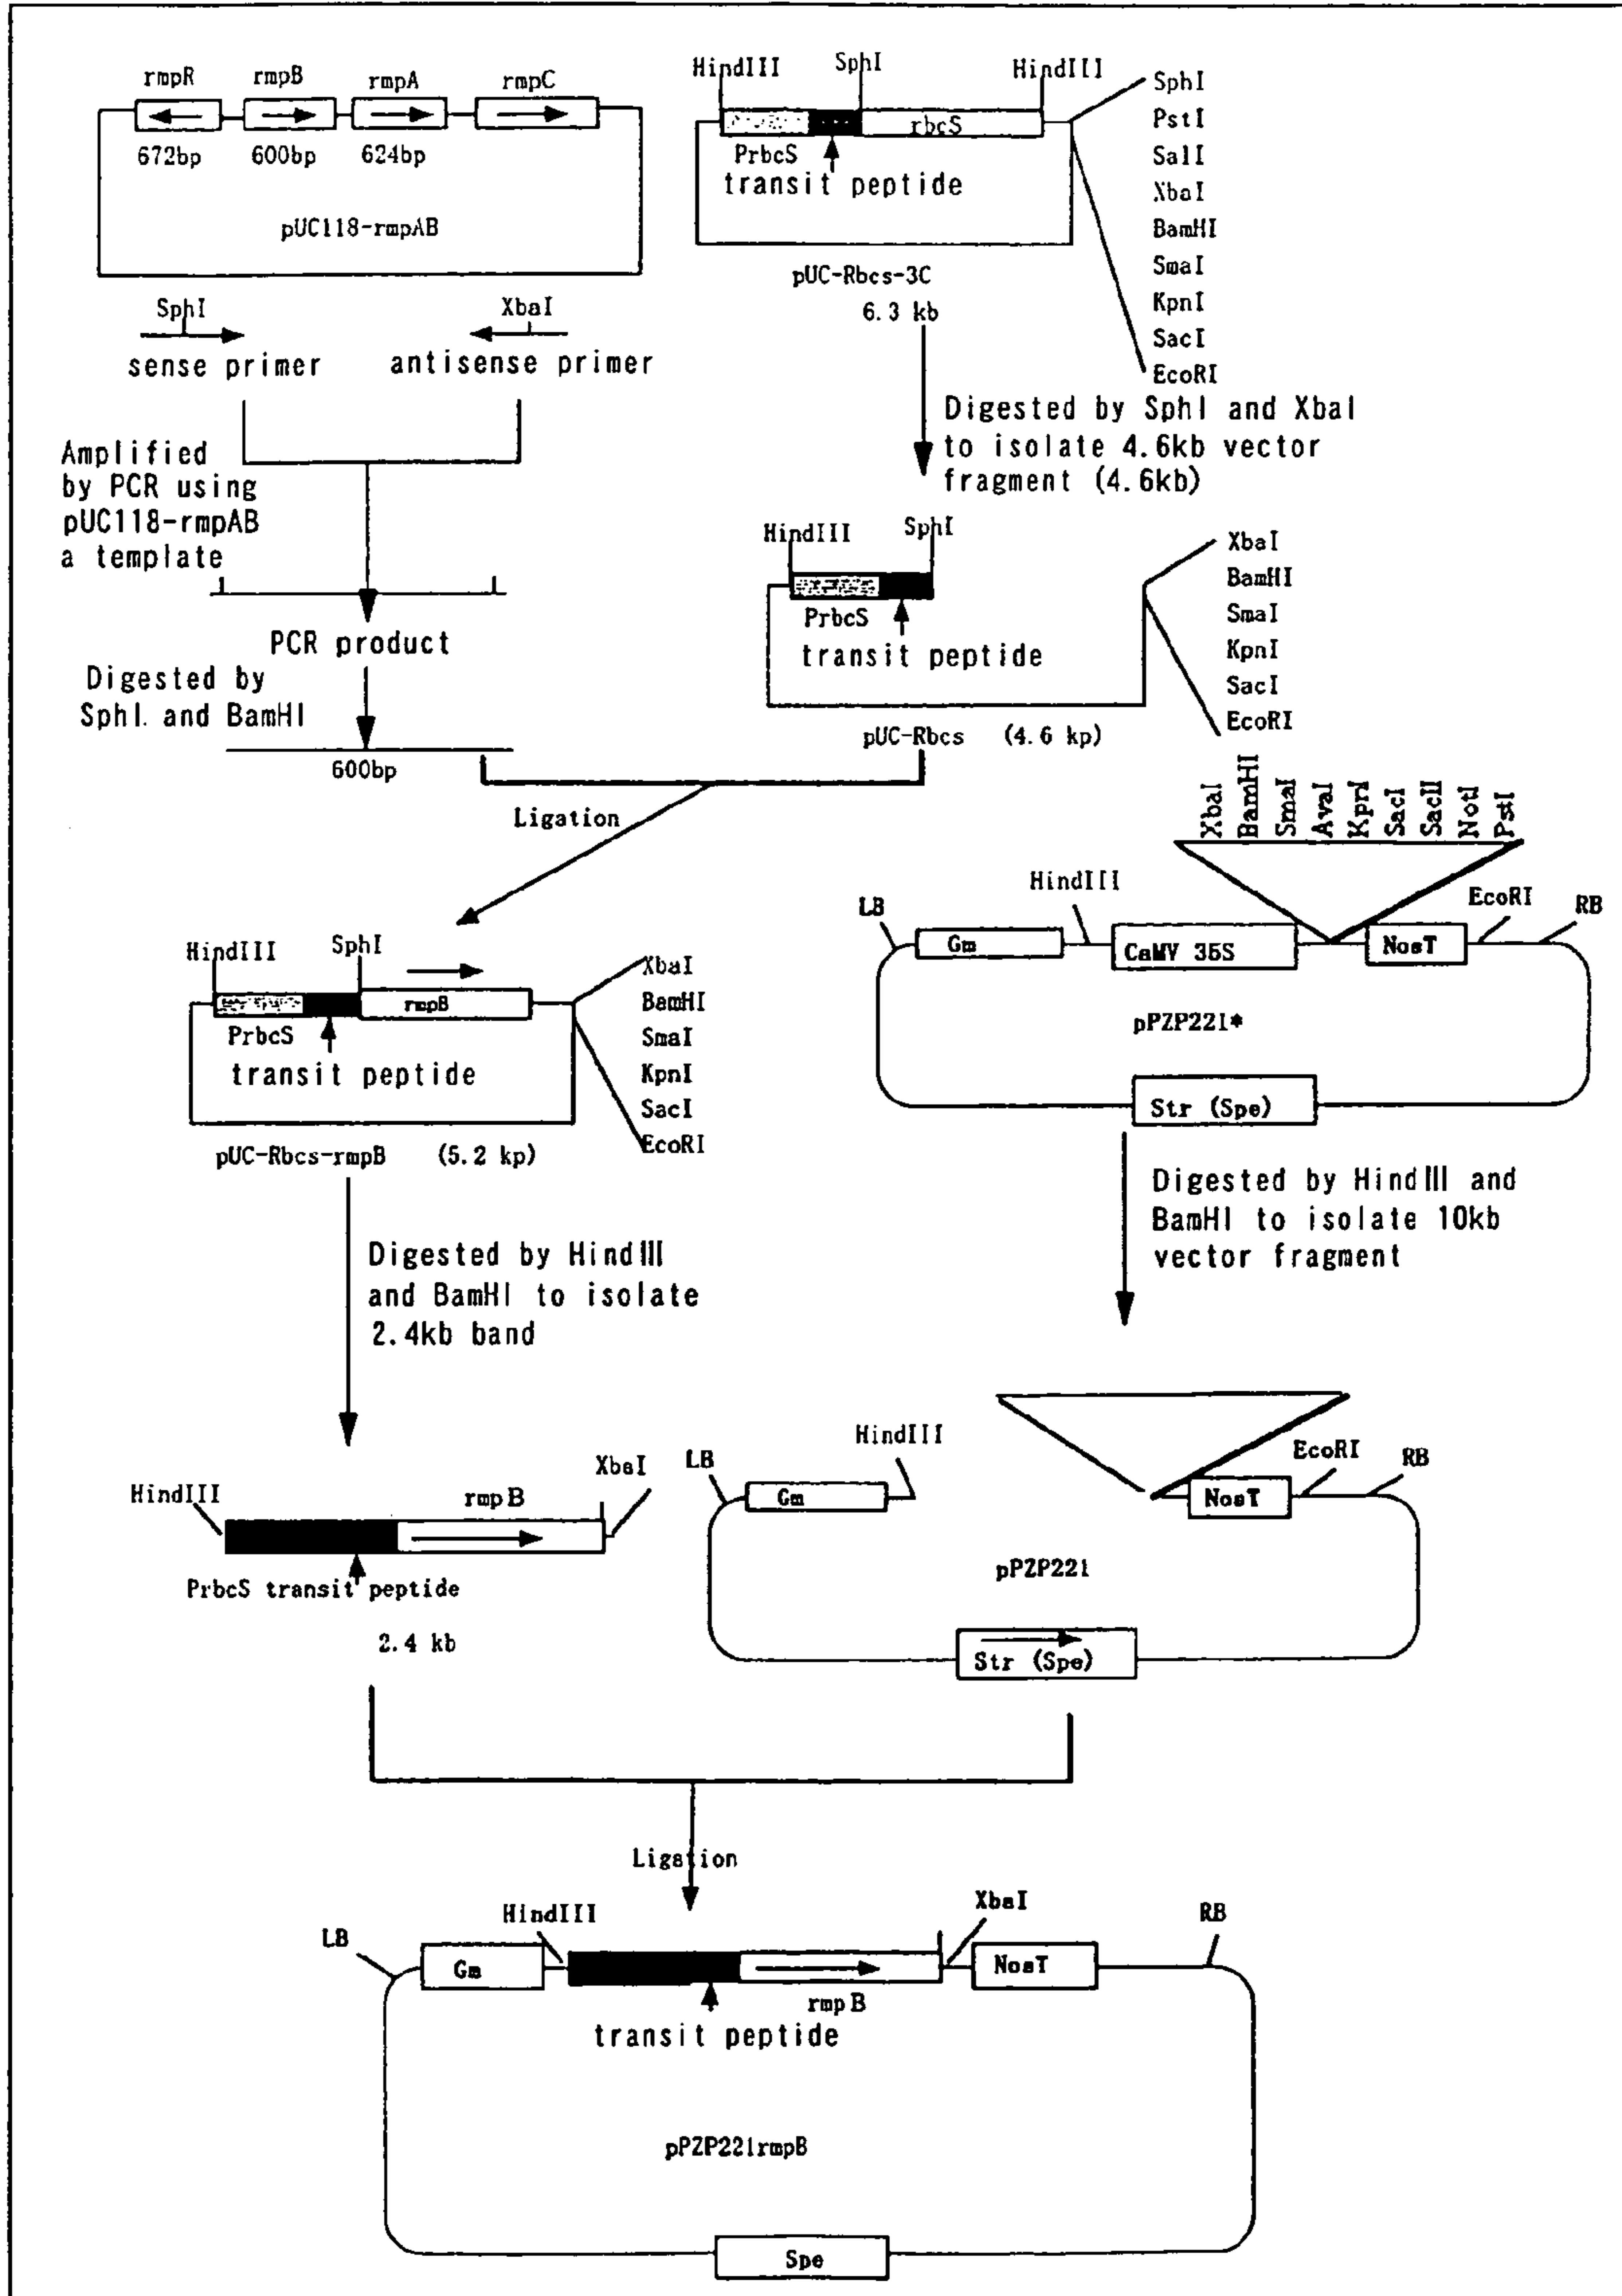 rmpR rmpB rmpA rmpC
672bp 600bp 624bp
pUC118-rmpAB
SphI XbaI
sense primer antisense primer
Amplified
by PCR using
pUC118-rmpAB
a template
PCR product
Digested by
SphI. and BamHI
600bp
HindIII SphI HindIII
rbcS
PrbcS
transit peptide
SphI
PstI
SalI
XbaI
BamHI
SmaI
KpnI
SacI
EcoRI
pUC-Rbcs-3C
6.3 kb
Digested by SphI and XbaI
to isolate 4.6kb vector
fragment (4.6kb)
HindIII SphI
PrbcS
transit peptide
XbaI
BamHI
SmaI
KpnI
SacI
EcoRI
pUC-Rbcs (4.6 kp)
Ligation
HindIII SphI
rmpB
PrbcS
transit peptide
XbaI
BamHI
SmaI
KpnI
SacI
EcoRI
pUC-Rbcs-rmpB (5.2 kp)
XbaI
BamHI
SmaI
AvaI
KpnI
SacI
SacII
NotI
PstI
LB HindIII EcoRI RB
Gm CaMV 35S NosT
pPZP221*
Str (Spe)
Digested by HindIII and
BamHI to isolate 10kb
vector fragment
Digested by HindIII
and BamHI to isolate
2.4kb band
HindIII rmpB XbaI
PrbcS transit peptide
2.4 kb
LB HindIII EcoRI RB
Gm NosT
pPZP221
Str (Spe)
Ligation
LB HindIII XbaI RB
Gm NosT
rmpB
transit peptide
pPZP221rmpB
Spe